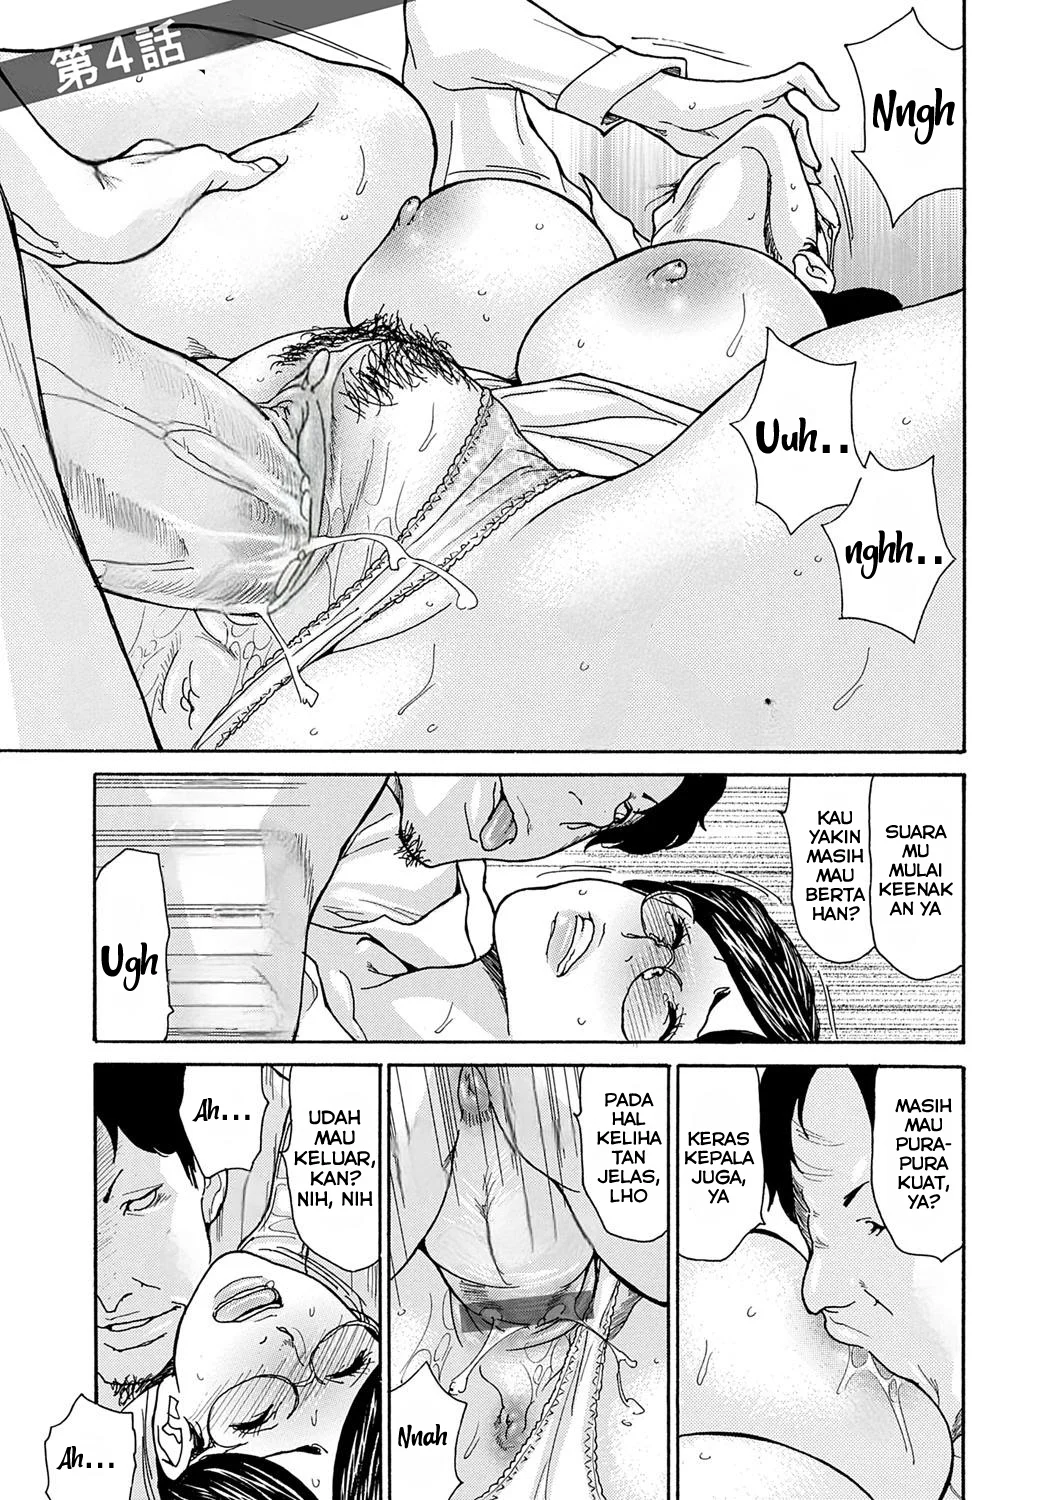 第4話
Nngh
Uuh..
nghh..
SUARA
MU
MULAI
KEENAK
AN YA
KAU
YAKIN
MASIH
MAU
BERTA
HAN?
Ugh
MASIH
MAU
PURA-
PURA
KUAT,
YA?
KERAS
KEPALA
JUGA,
YA
PADA
HAL
KELIHA
TAN
JELAS,
LHO
Nnah
UDAH
MAU
KELUAR,
KAN?
NIH, NIH
Ah...
Ah...